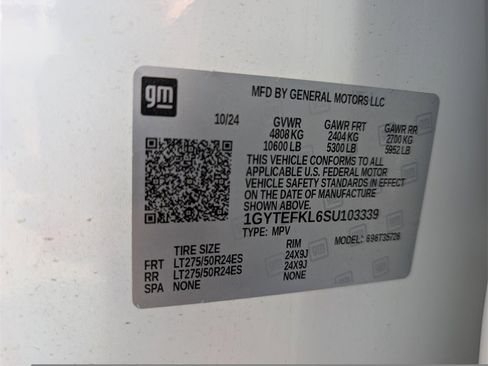 gm
MFD BY GENERAL MOTORS LLC
10/24 GVWR GAWR FRT GAWR RR
4808 KG 2404 KG 2700 KG
10600 LB 5300 LB 5952 LB
THIS VEHICLE CONFORMS TO ALL
APPLICABLE U.S. FEDERAL MOTOR
VEHICLE SAFETY STANDARDS IN EFFECT
ON THE DATE OF MANUFACTURE
SHOWN ABOVE.
1GYTEFKL6SU103339
TYPE: MPV MODEL: 696T35726
TIRE SIZE RIM
FRT LT275/50R24ES 24X9J
RR LT275/50R24ES 24X9J
SPA NONE NONE